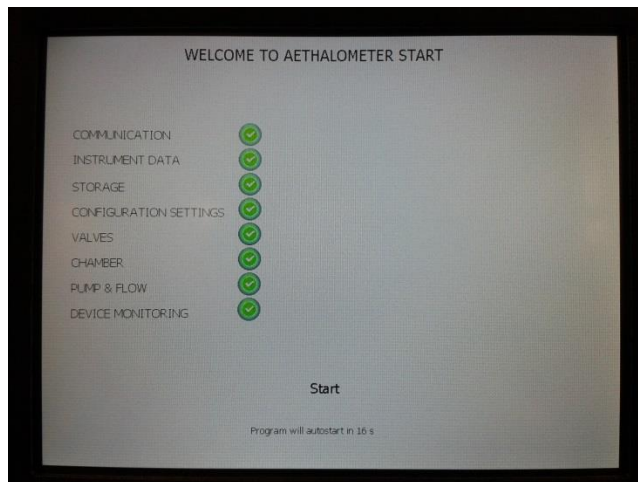 WELCOME TO AETHALOMETER START
COMMUNICATION
INSTRUMENT DATA
STORAGE
CONFIGURATION SETTINGS
VALVES
CHAMBER
PUMP & FLOW
DEVICE MONITORING
Start
Program will autostart in 16 s